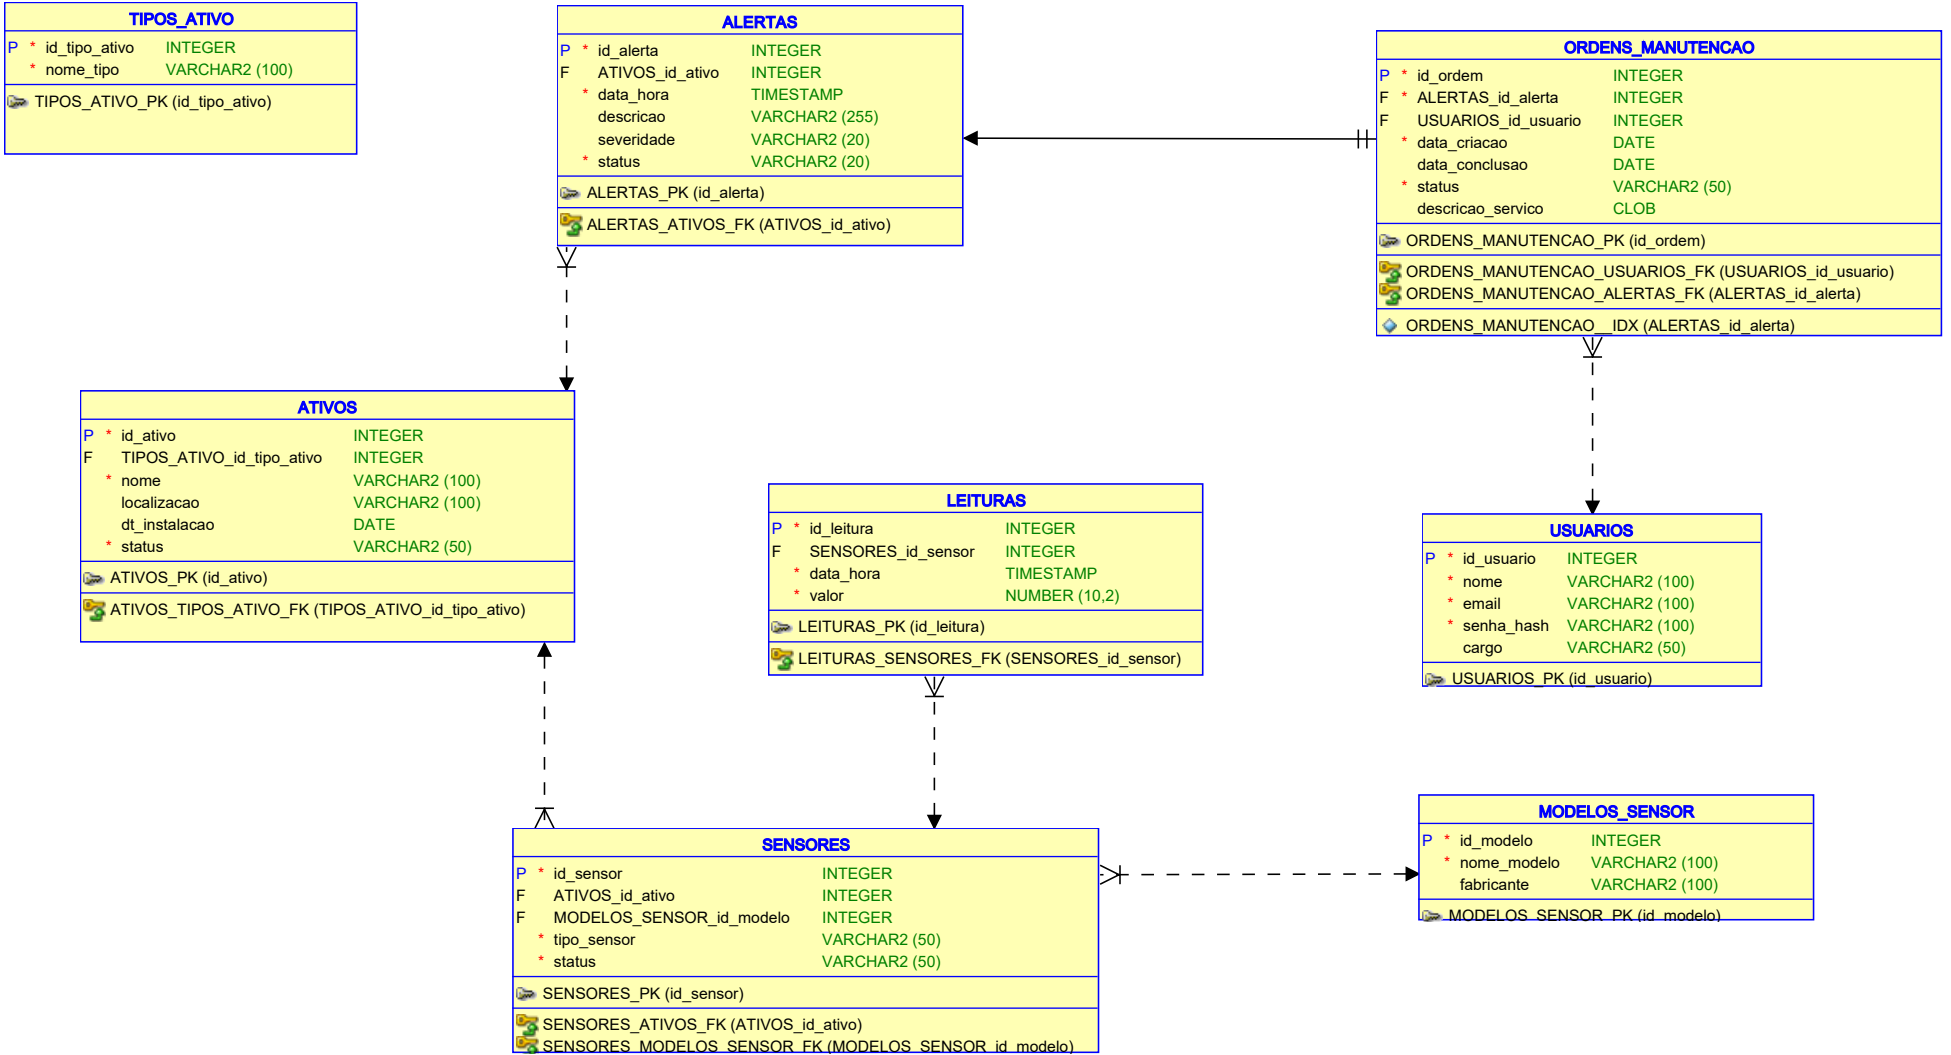 TIPOS_ATIVO
P * id_tipo_ativo INTEGER
* nome_tipo VARCHAR2 (100)
TIPOS_ATIVO_PK (id_tipo_ativo)
ALERTAS
P * id_alerta INTEGER
F ATIVOS_id_ativo INTEGER
* data_hora TIMESTAMP
descricao VARCHAR2 (255)
severidade VARCHAR2 (20)
* status VARCHAR2 (20)
ALERTAS_PK (id_alerta)
ALERTAS_ATIVOS_FK (ATIVOS_id_ativo)
ORDENS_MANUTENCAO
P * id_ordem INTEGER
F * ALERTAS_id_alerta INTEGER
F USUARIOS_id_usuario INTEGER
* data_criacao DATE
data_conclusao DATE
* status VARCHAR2 (50)
descricao_servico CLOB
ORDENS_MANUTENCAO_PK (id_ordem)
ORDENS_MANUTENCAO_USUARIOS_FK (USUARIOS_id_usuario)
ORDENS_MANUTENCAO_ALERTAS_FK (ALERTAS_id_alerta)
ORDENS_MANUTENCAO__IDX (ALERTAS_id_alerta)
ATIVOS
P * id_ativo INTEGER
F TIPOS_ATIVO_id_tipo_ativo INTEGER
* nome VARCHAR2 (100)
localizacao VARCHAR2 (100)
dt_instalacao DATE
* status VARCHAR2 (50)
ATIVOS_PK (id_ativo)
ATIVOS_TIPOS_ATIVO_FK (TIPOS_ATIVO_id_tipo_ativo)
LEITURAS
P * id_leitura INTEGER
F SENSORES_id_sensor INTEGER
* data_hora TIMESTAMP
* valor NUMBER (10,2)
LEITURAS_PK (id_leitura)
LEITURAS_SENSORES_FK (SENSORES_id_sensor)
USUARIOS
P * id_usuario INTEGER
* nome VARCHAR2 (100)
* email VARCHAR2 (100)
* senha_hash VARCHAR2 (100)
cargo VARCHAR2 (50)
USUARIOS_PK (id_usuario)
SENSORES
P * id_sensor INTEGER
F ATIVOS_id_ativo INTEGER
F MODELOS_SENSOR_id_modelo INTEGER
* tipo_sensor VARCHAR2 (50)
* status VARCHAR2 (50)
SENSORES_PK (id_sensor)
SENSORES_ATIVOS_FK (ATIVOS_id_ativo)
SENSORES_MODELOS_SENSOR_FK (MODELOS_SENSOR_id_modelo)
MODELOS_SENSOR
P * id_modelo INTEGER
* nome_modelo VARCHAR2 (100)
fabricante VARCHAR2 (100)
MODELOS_SENSOR_PK (id_modelo)